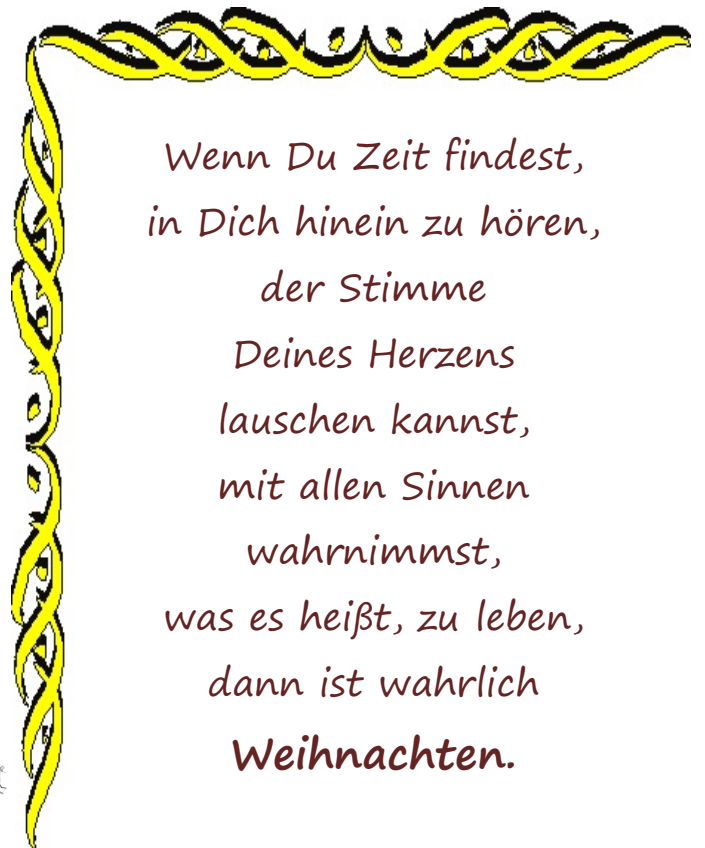 Wenn Du Zeit findest,
in Dich hinein zu hören,
der Stimme
Deines Herzens
lauschen kannst,
mit allen Sinnen
wahrnimmst,
was es heißt, zu leben,
dann ist wahrlich
Weihnachten.